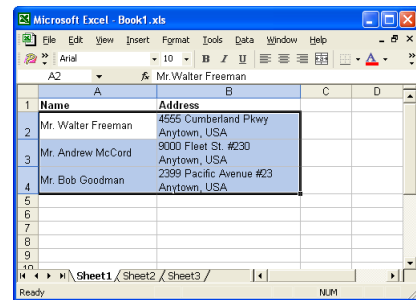 Microsoft Excel - Book1.xls
File Edit View Insert Format Tools Data Window Help
Arial 10 B I U
A2 fx Mr.Walter Freeman
A B C D
1 Name Address
2 Mr. Walter Freeman 4555 Cumberland Pkwy
Anytown, USA
3 Mr. Andrew McCord 9000 Fleet St. #230
Anytown, USA
4 Mr. Bob Goodman 2399 Pacific Avenue #23
Anytown, USA
5
6
7
8
9
10
Sheet1 Sheet2 Sheet3
Ready NUM